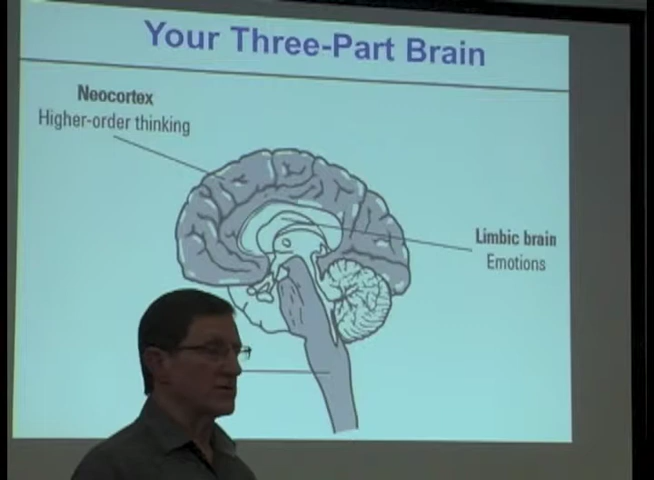 Your Three-Part Brain
Neocortex
Higher-order thinking
Limbic brain
Emotions